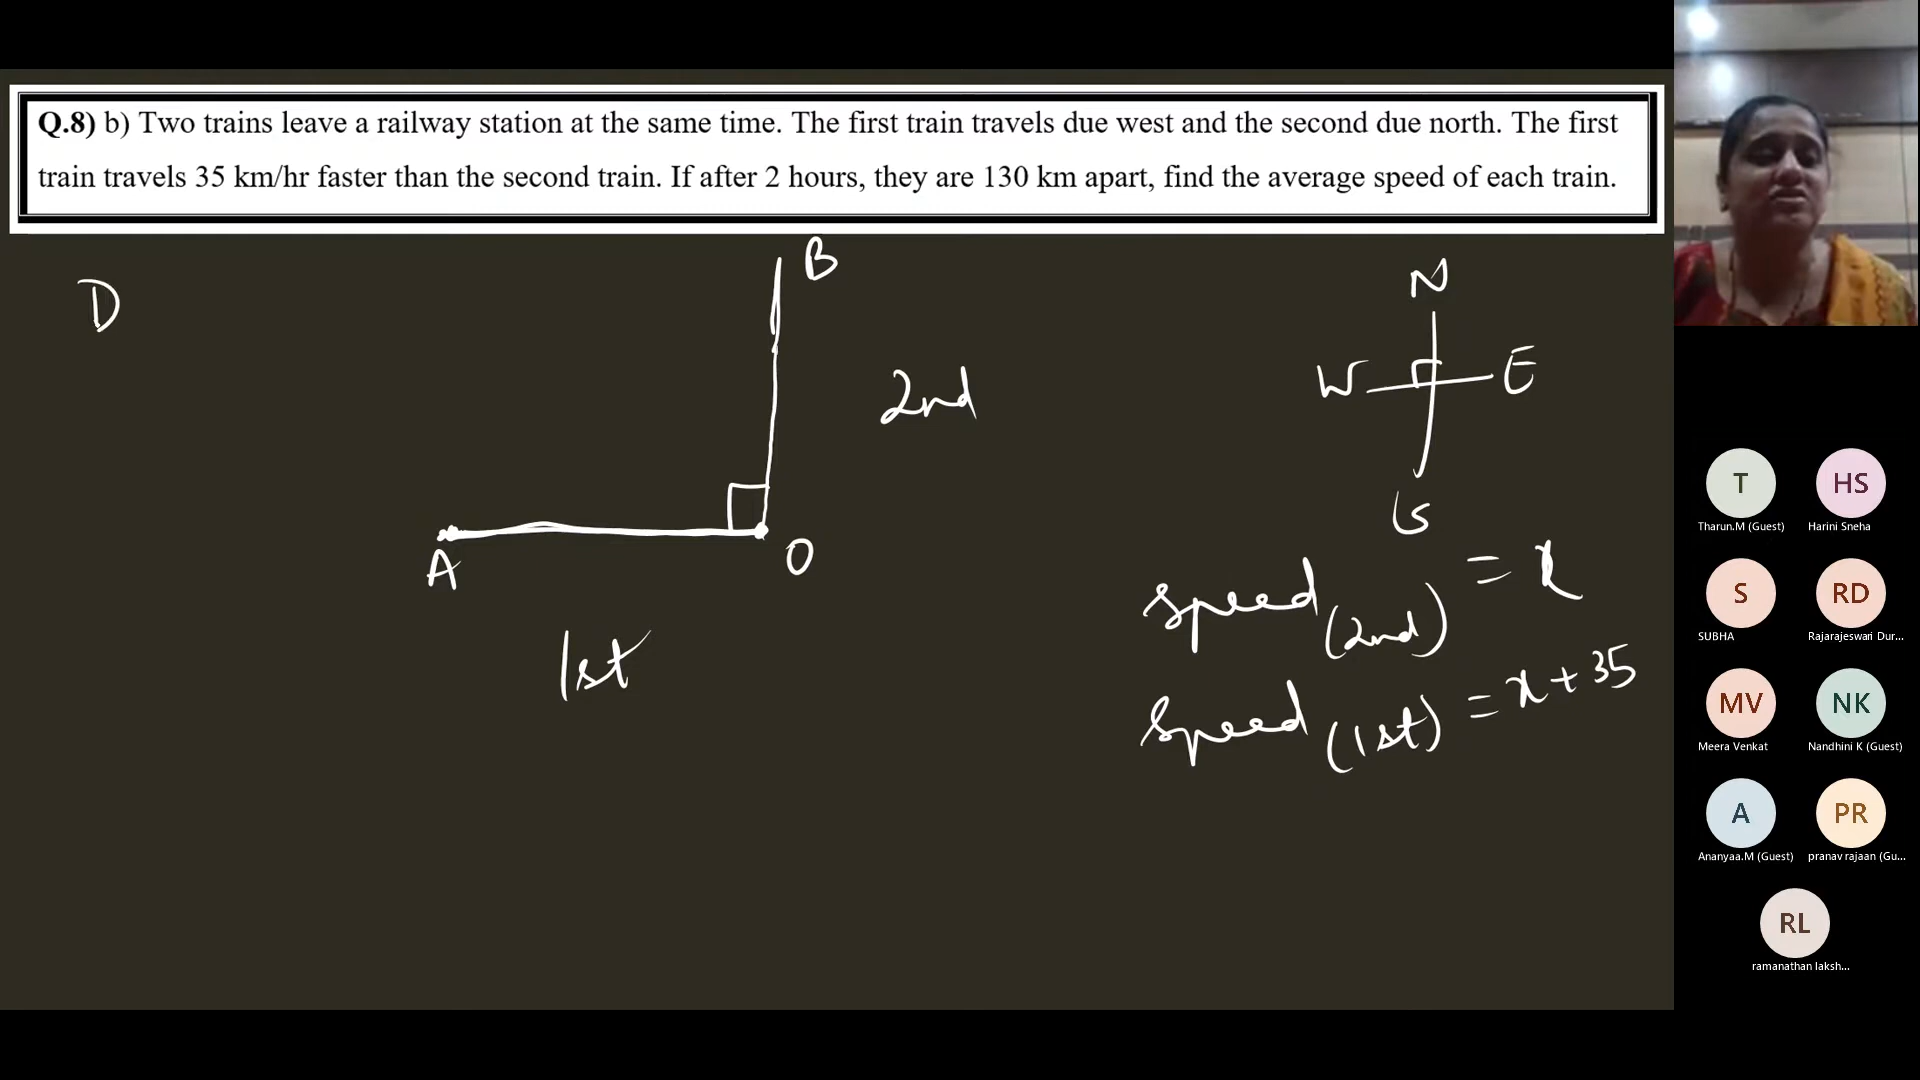 Q.8) b) Two trains leave a railway station at the same time. The first train travels due west and the second due north. The first
train travels 35 km/hr faster than the second train. If after 2 hours, they are 130 km apart, find the average speed of each train.
D
B
2nd
A
O
1st
N
W
E
S
speed(2nd) = x
speed(1st) = x + 35
T
HS
Tharun.M (Guest)
Harini Sneha
S
RD
SUBHA
Rajarajeswari Dur...
MV
NK
Meera Venkat
Nandhini K (Guest)
A
PR
Ananyaa.M (Guest)
pranav rajaan (Gu...
RL
ramanathan laksh...